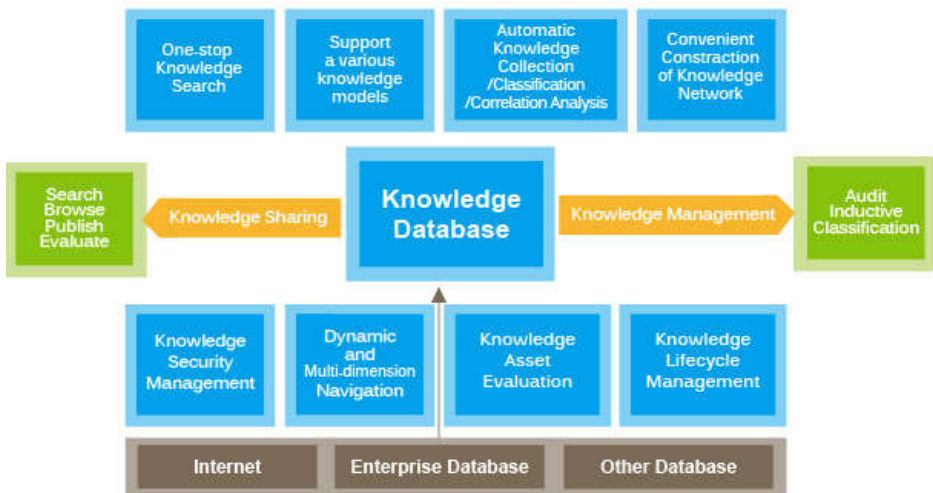 One-stop
Knowledge
Search
Support
a various
knowledge
models
Automatic
Knowledge
Collection
/Classification
/Correlation Analysis
Convenient
Constraction
of Knowledge
Network
Search
Browse
Publish
Evaluate
Knowledge Sharing
Knowledge
Database
Knowledge Management
Audit
Inductive
Classification
Knowledge
Security
Management
Dynamic
and
Multi-dimension
Navigation
Knowledge
Asset
Evaluation
Knowledge
Lifecycle
Management
Internet
Enterprise Database
Other Database